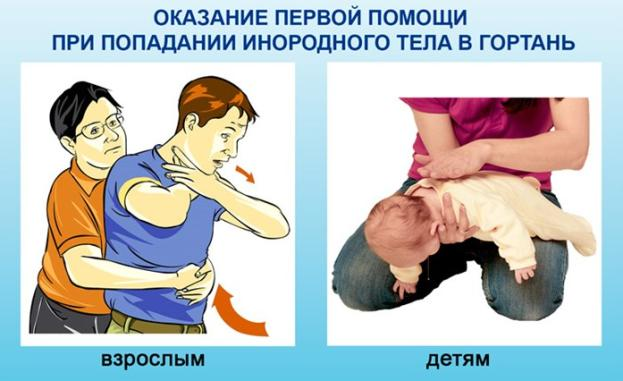 ОКАЗАНИЕ ПЕРВОЙ ПОМОЩИ
ПРИ ПОПАДАНИИ ИНОРОДНОГО ТЕЛА В ГОРТАНЬ
взрослым
детям